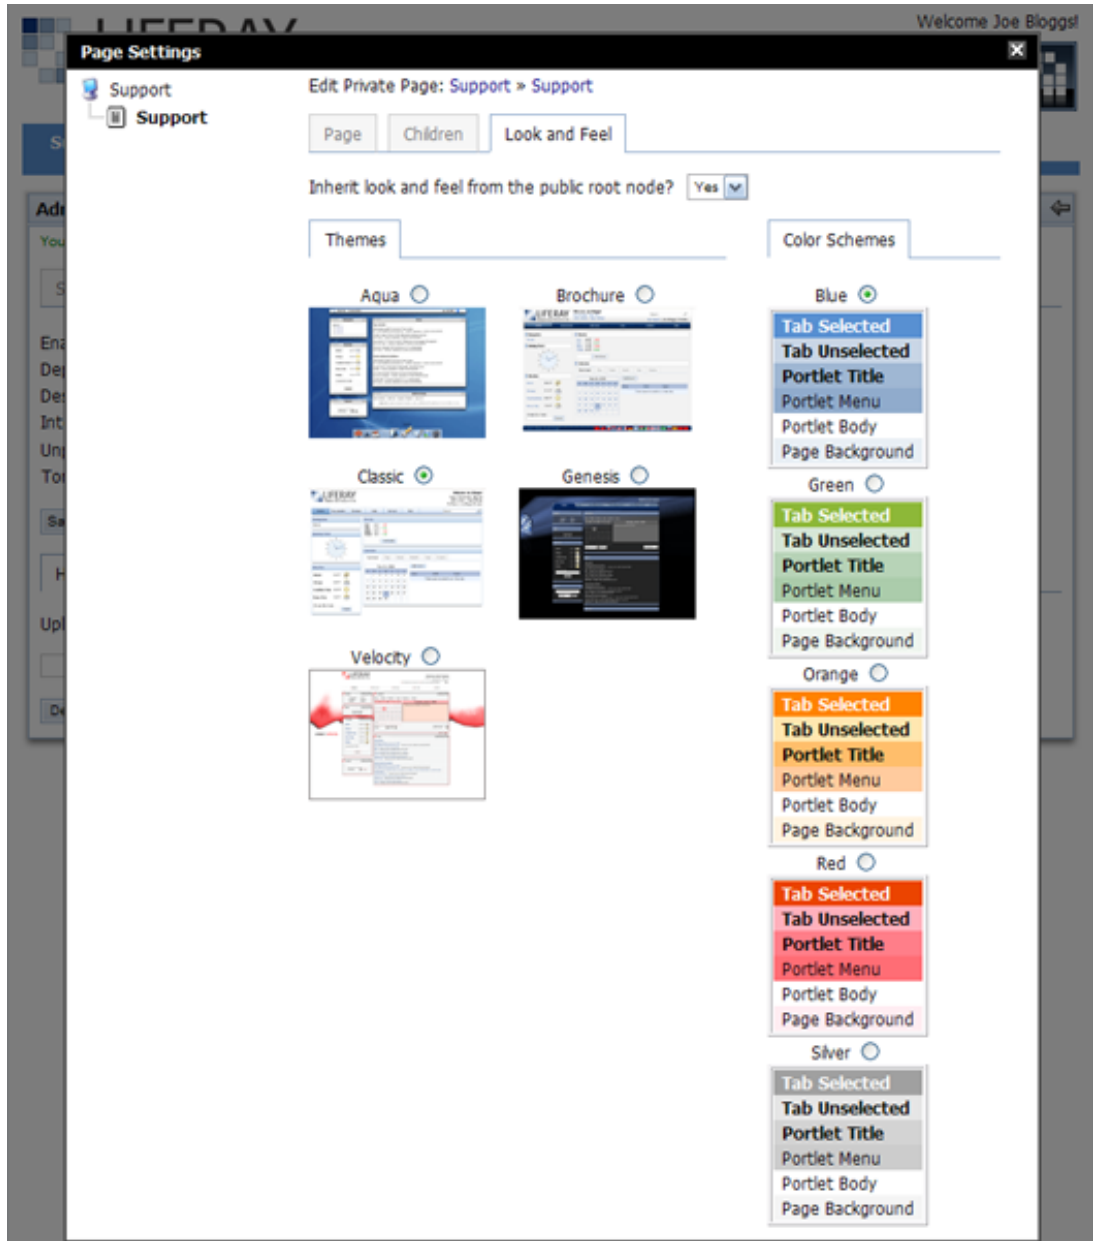 Welcome Joe Bloggs!
LIFERAY
Page Settings
Support
Support
Edit Private Page: Support » Support
Page Children Look and Feel
Inherit look and feel from the public root node? Yes
Themes Color Schemes
Aqua Brochure Blue
LIFERAY
Tab Selected
Tab Unselected
Portlet Title
Portlet Menu
Portlet Body
Page Background
Classic Genesis Green
LIFERAY
Tab Selected
Tab Unselected
Portlet Title
Portlet Menu
Portlet Body
Page Background
Velocity Orange
Tab Selected
Tab Unselected
Portlet Title
Portlet Menu
Portlet Body
Page Background
Red
Tab Selected
Tab Unselected
Portlet Title
Portlet Menu
Portlet Body
Page Background
Silver
Tab Selected
Tab Unselected
Portlet Title
Portlet Menu
Portlet Body
Page Background